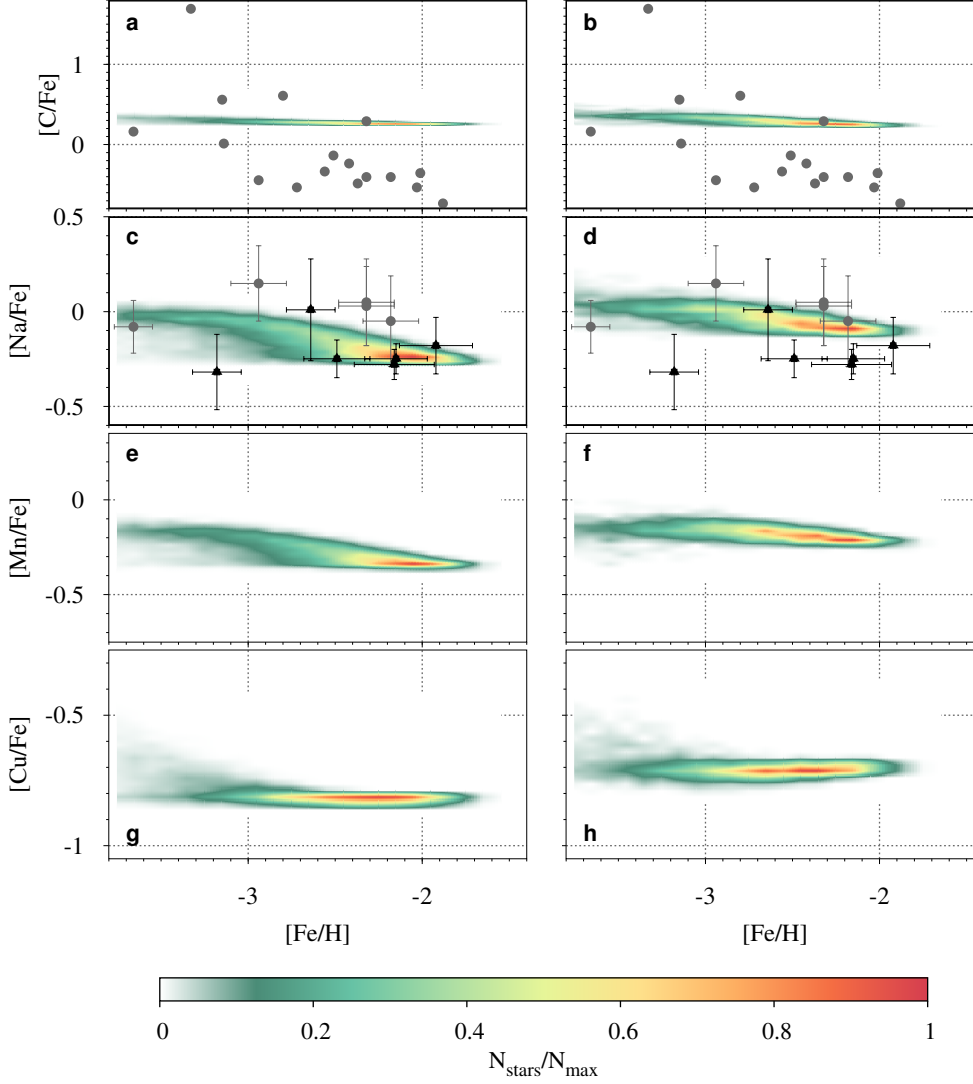 a
b
[C/Fe]
1
0
c
d
[Na/Fe]
0.5
0
-0.5
e
f
[Mn/Fe]
0
-0.5
[Cu/Fe]
-0.5
-1
g
h
-3
-2
-3
-2
[Fe/H]
[Fe/H]
0
0.2
0.4
0.6
0.8
1
N_stars/N_max